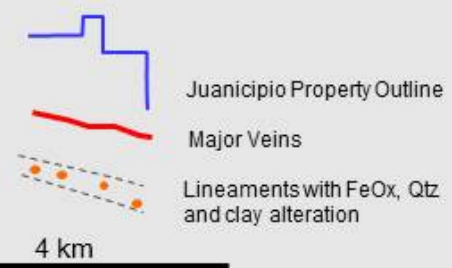 Juanicipio Property Outline
Major Veins
Lineaments with FeOx, Qtz
and clay alteration
4 km